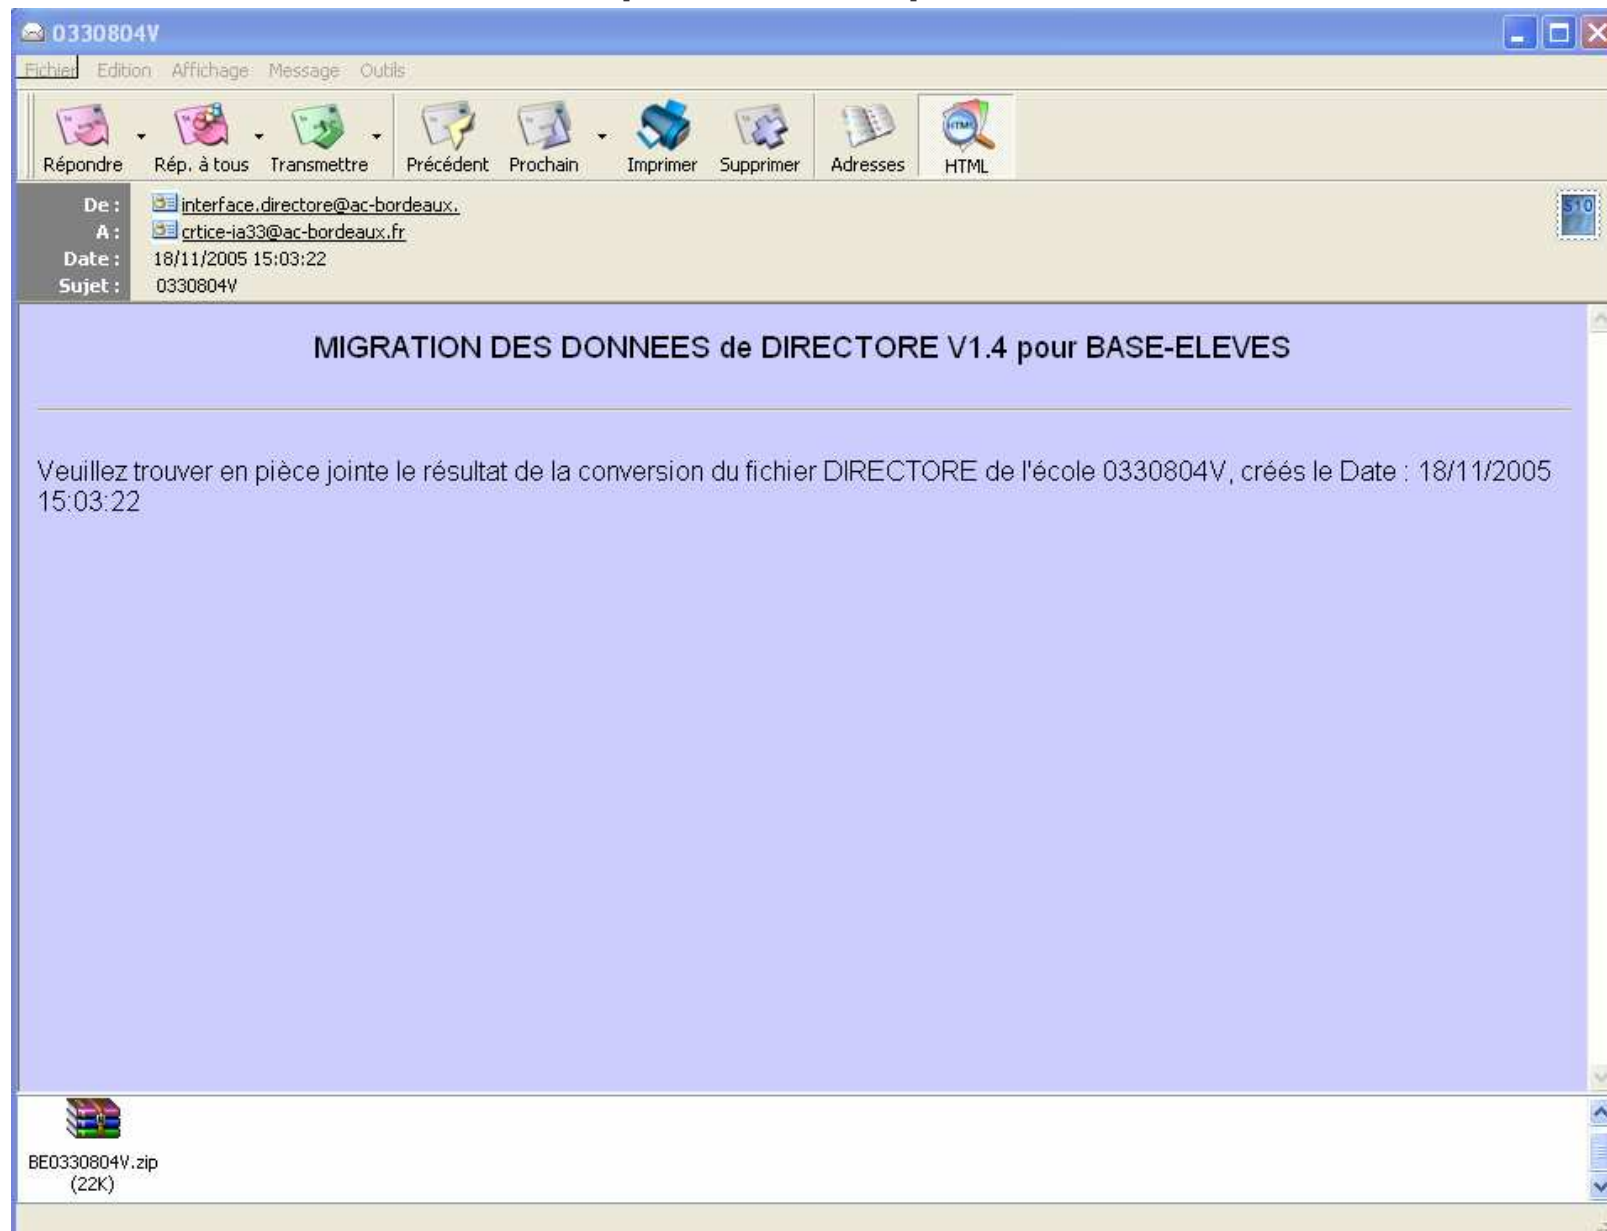 0330804V
Fichier Edition Affichage Message Outils
Répondre Rép. à tous Transmettre Précédent Prochain Imprimer Supprimer Adresses HTML
De : interface.directore@ac-bordeaux.
A : crtice-ia33@ac-bordeaux.fr
Date : 18/11/2005 15:03:22
Sujet : 0330804V
510
MIGRATION DES DONNEES de DIRECTORE V1.4 pour BASE-ELEVES
Veuillez trouver en pièce jointe le résultat de la conversion du fichier DIRECTORE de l'école 0330804V, créés le Date : 18/11/2005
15:03:22
BE0330804V.zip
(22K)